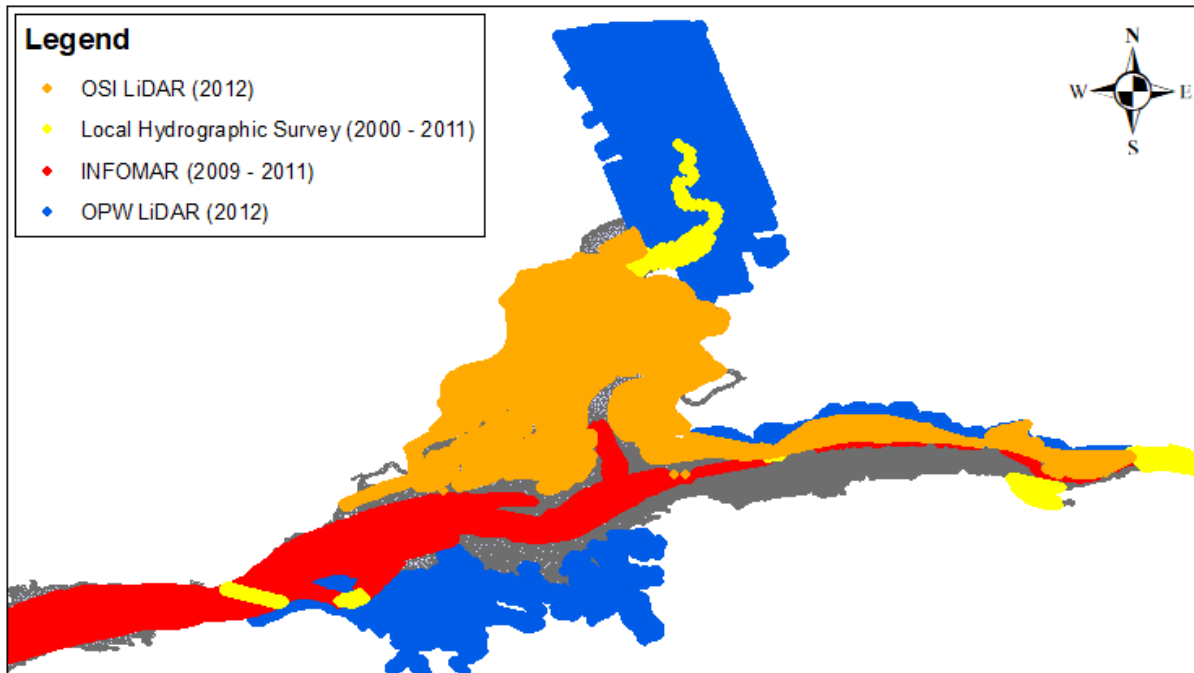 Legend
OSI LiDAR (2012)
Local Hydrographic Survey (2000 - 2011)
INFOMAR (2009 - 2011)
OPW LiDAR (2012)
N
W E
S